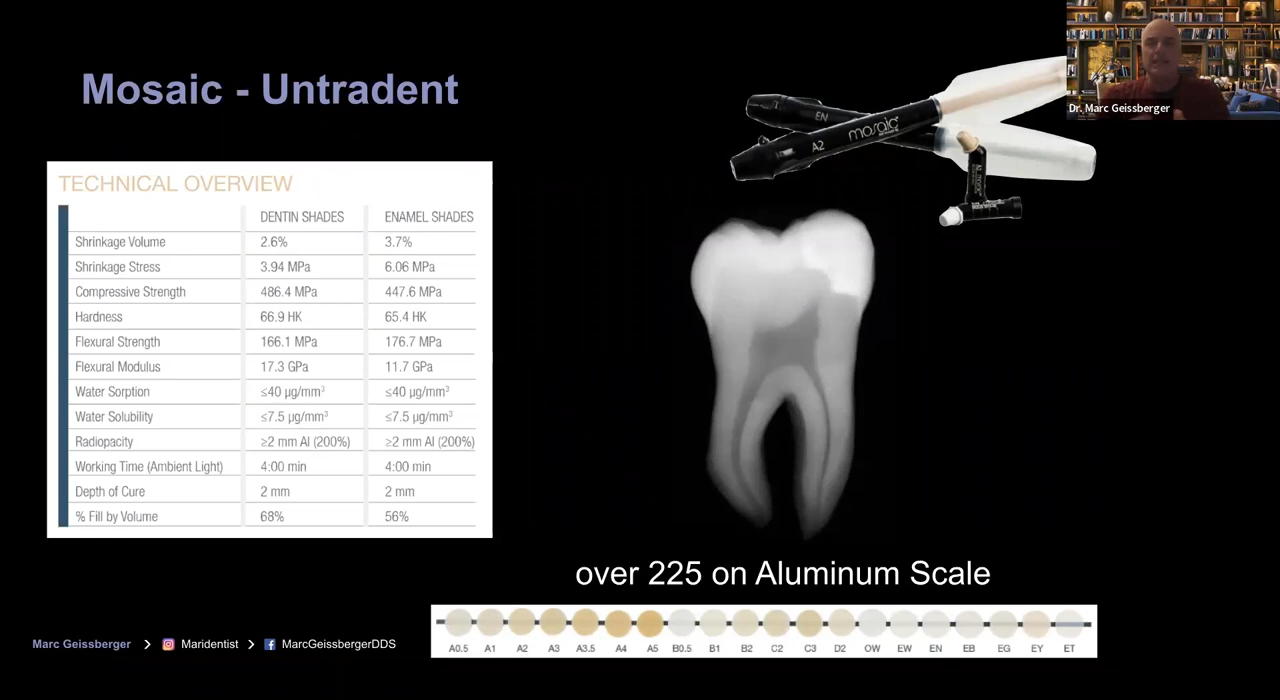 Mosaic - Untradent
Dr. Marc Geissberger
EN
mosaic
A2
TECHNICAL OVERVIEW
DENTIN SHADES ENAMEL SHADES
Shrinkage Volume 2.6% 3.7%
Shrinkage Stress 3.94 MPa 6.06 MPa
Compressive Strength 486.4 MPa 447.6 MPa
Hardness 66.9 HK 65.4 HK
Flexural Strength 166.1 MPa 176.7 MPa
Flexural Modulus 17.3 GPa 11.7 GPa
Water Sorption ≤40 µg/mm³ ≤40 µg/mm³
Water Solubility ≤7.5 µg/mm³ ≤7.5 µg/mm³
Radiopacity ≥2 mm Al (200%) ≥2 mm Al (200%)
Working Time (Ambient Light) 4:00 min 4:00 min
Depth of Cure 2 mm 2 mm
% Fill by Volume 68% 56%
over 225 on Aluminum Scale
A0.5 A1 A2 A3 A3.5 A4 A5 B0.5 B1 B2 C2 C3 D2 OW EW EN EB EG EY ET
Marc Geissberger > Maridentist > MarcGeissbergerDDS